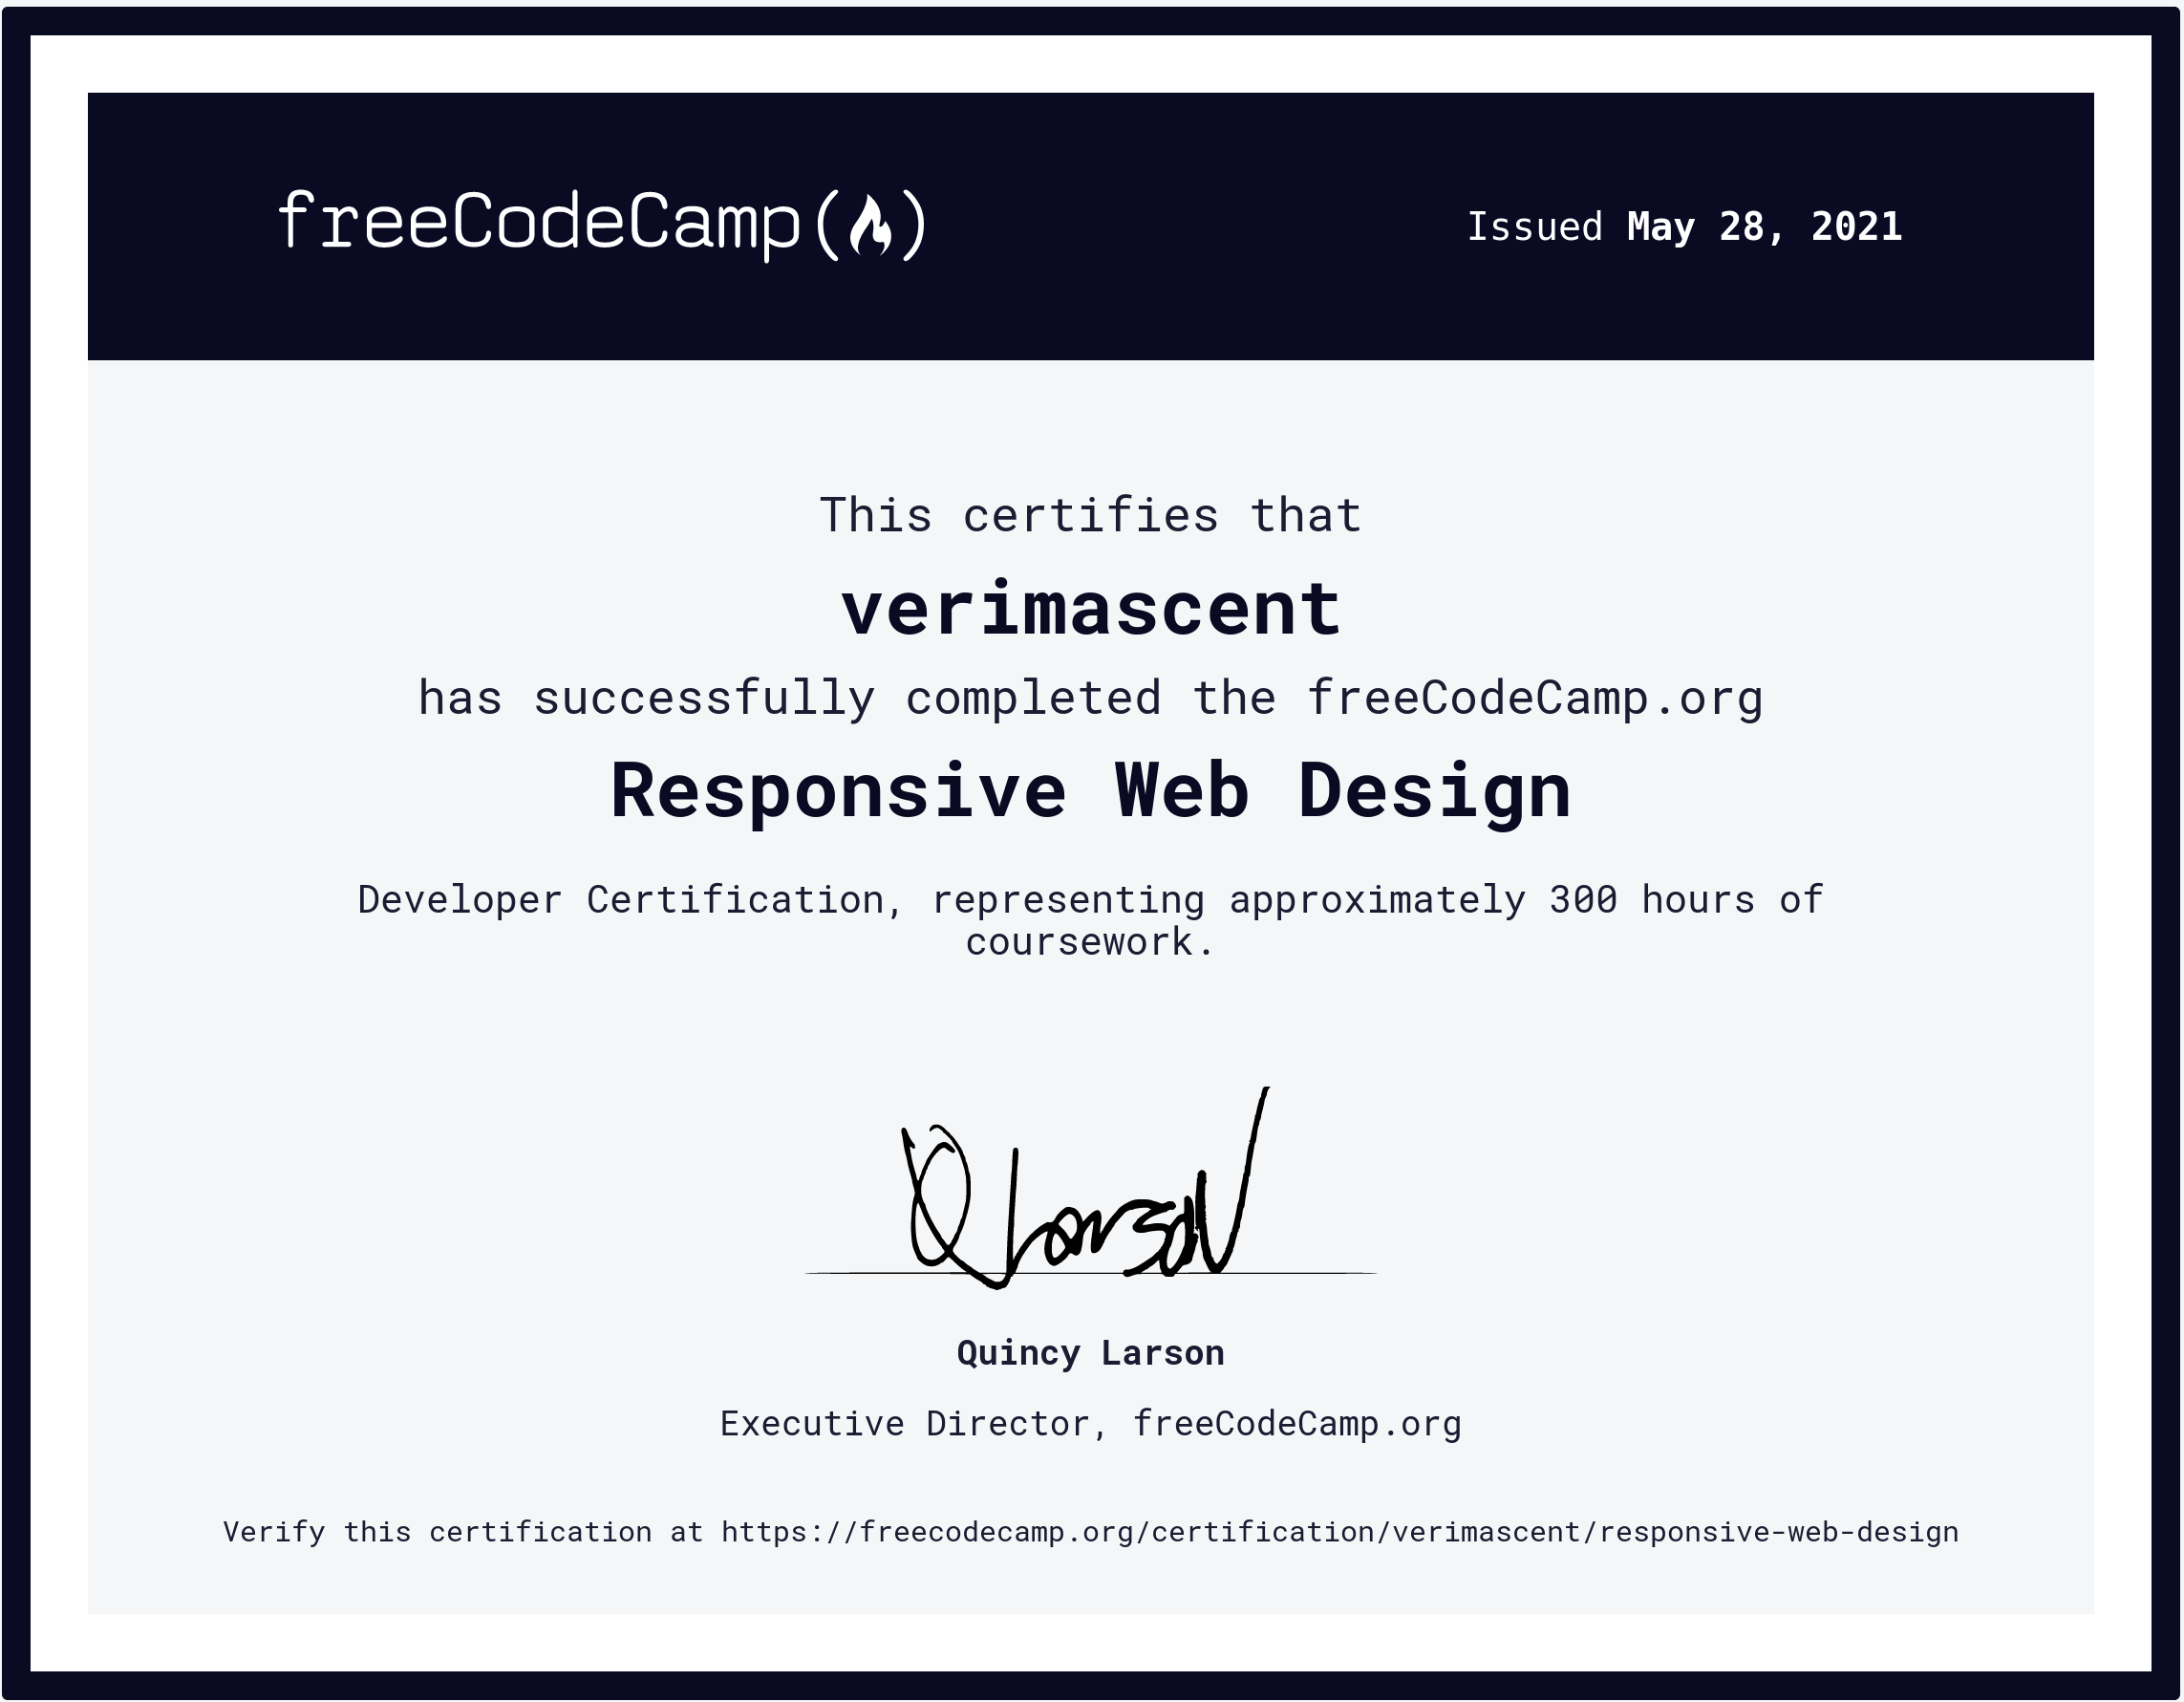 freeCodeCamp
Issued May 28, 2021
This certifies that
verimascent
has successfully completed the freeCodeCamp.org
Responsive Web Design
Developer Certification, representing approximately 300 hours of
coursework.
QLarson
Quincy Larson
Executive Director, freeCodeCamp.org
Verify this certification at https://freecodecamp.org/certification/verimascent/responsive-web-design